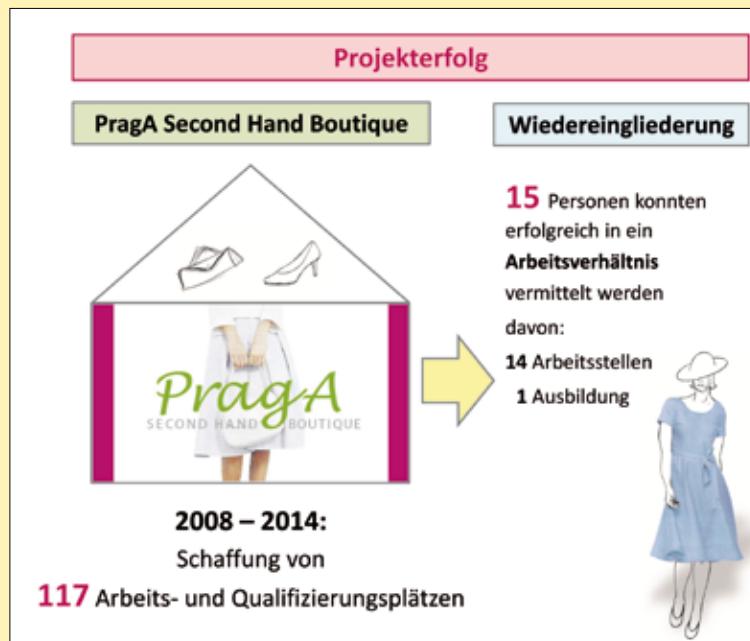 Projekterfolg
PragA Second Hand Boutique
PragA
SECOND HAND BOUTIQUE
2008 – 2014:
Schaffung von
117 Arbeits- und Qualifizierungsplätzen
Wiedereingliederung
15 Personen konnten
erfolgreich in ein
Arbeitsverhältnis
vermittelt werden
davon:
14 Arbeitsstellen
1 Ausbildung